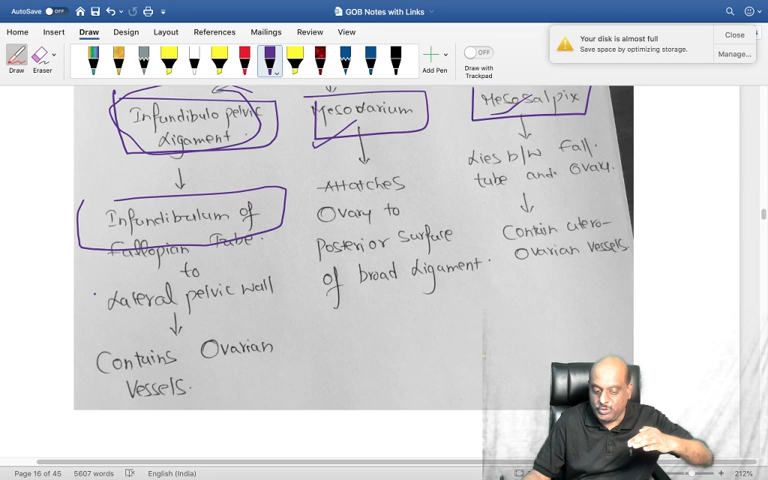 AutoSave OFF
GOB Notes with Links
Home Insert Draw Design Layout References Mailings Review View
Your disk is almost full
Save space by optimizing storage.
Close
Manage...
Draw
Eraser
Add Pen
OFF
Draw with
Trackpad
Infundibulo pelvic
Ligament.
Infundibulum of
Fallopian Tube.
to
Lateral pelvic wall
Contains Ovarian
Vessels.
Mesovarium
Attatches
Ovary to
Posterior surface
of broad Ligament.
Mesosalpix
Lies b/w Fall.
tube and Ovary.
Contain utero-
Ovarian Vessels.
Page 16 of 45
5607 words
English (India)
212%